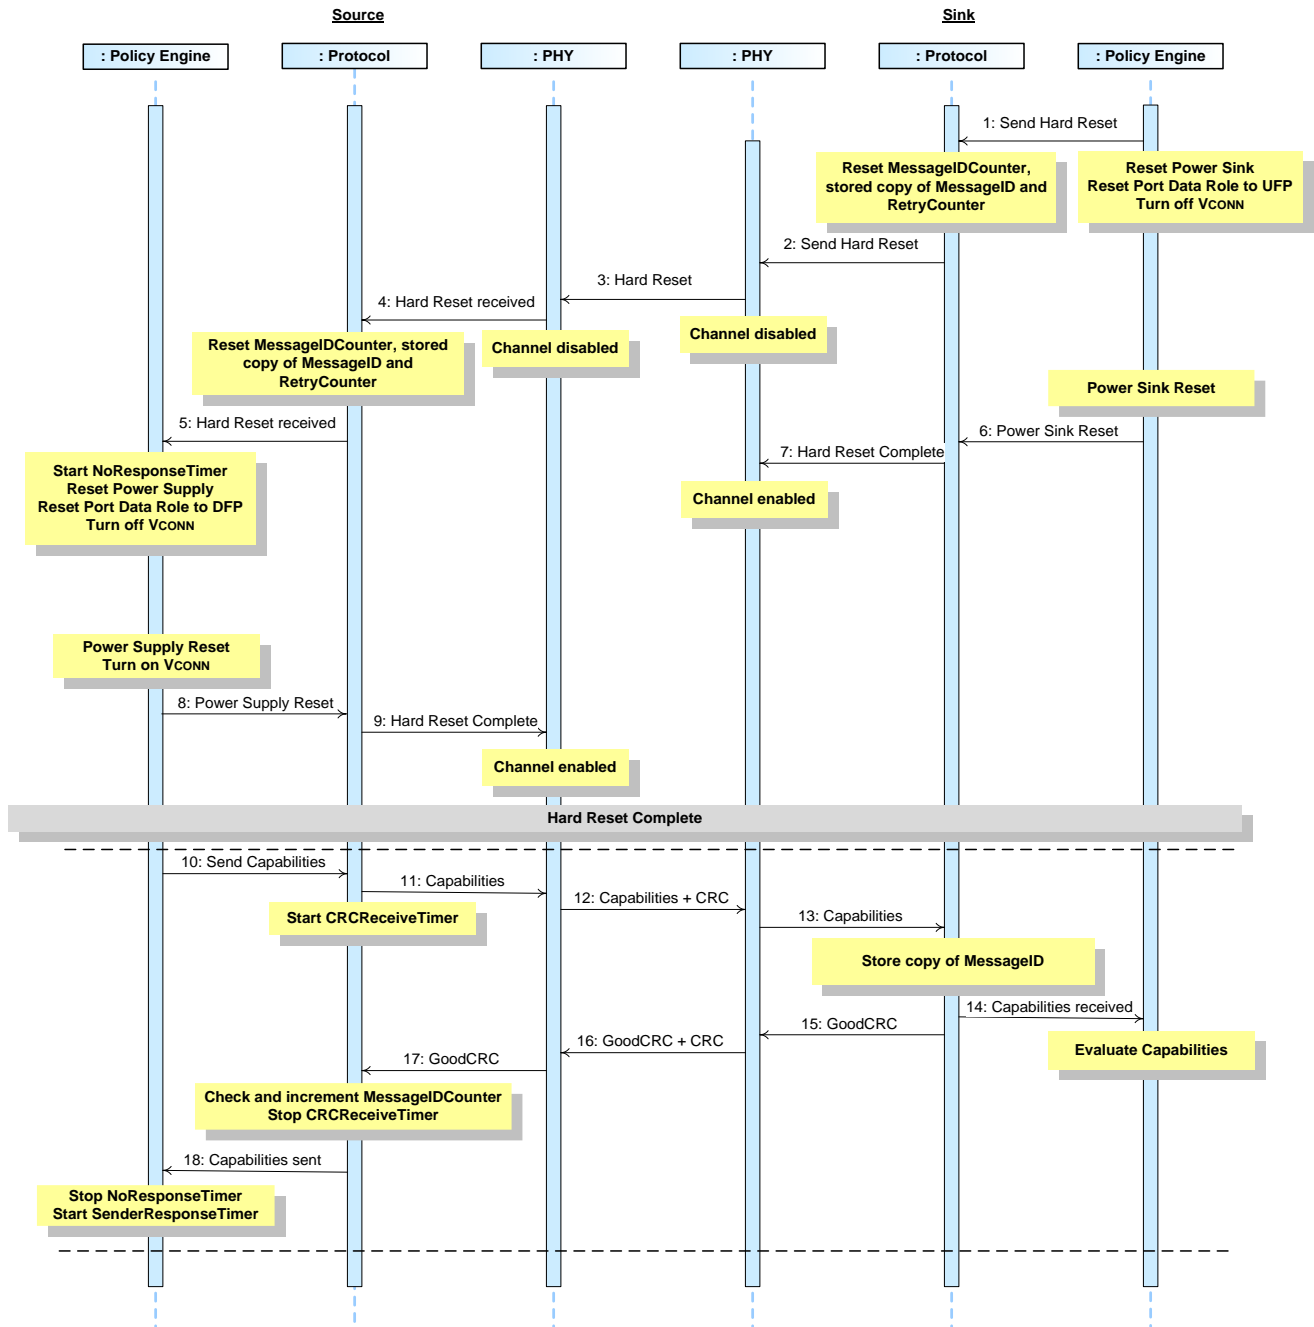 Source
Sink
: Policy Engine
: Protocol
: PHY
: PHY
: Protocol
: Policy Engine
1: Send Hard Reset
Reset MessageIDCounter,
stored copy of MessageID and
RetryCounter
Reset Power Sink
Reset Port Data Role to UFP
Turn off VCONN
2: Send Hard Reset
3: Hard Reset
4: Hard Reset received
Channel disabled
Channel disabled
Reset MessageIDCounter, stored
copy of MessageID and
RetryCounter
Power Sink Reset
5: Hard Reset received
6: Power Sink Reset
7: Hard Reset Complete
Start NoResponseTimer
Reset Power Supply
Reset Port Data Role to DFP
Turn off VCONN
Channel enabled
Power Supply Reset
Turn on VCONN
8: Power Supply Reset
9: Hard Reset Complete
Channel enabled
Hard Reset Complete
10: Send Capabilities
11: Capabilities
12: Capabilities + CRC
13: Capabilities
Start CRCReceiveTimer
Store copy of MessageID
14: Capabilities received
15: GoodCRC
16: GoodCRC + CRC
17: GoodCRC
Evaluate Capabilities
Check and increment MessageIDCounter
Stop CRCReceiveTimer
18: Capabilities sent
Stop NoResponseTimer
Start SenderResponseTimer